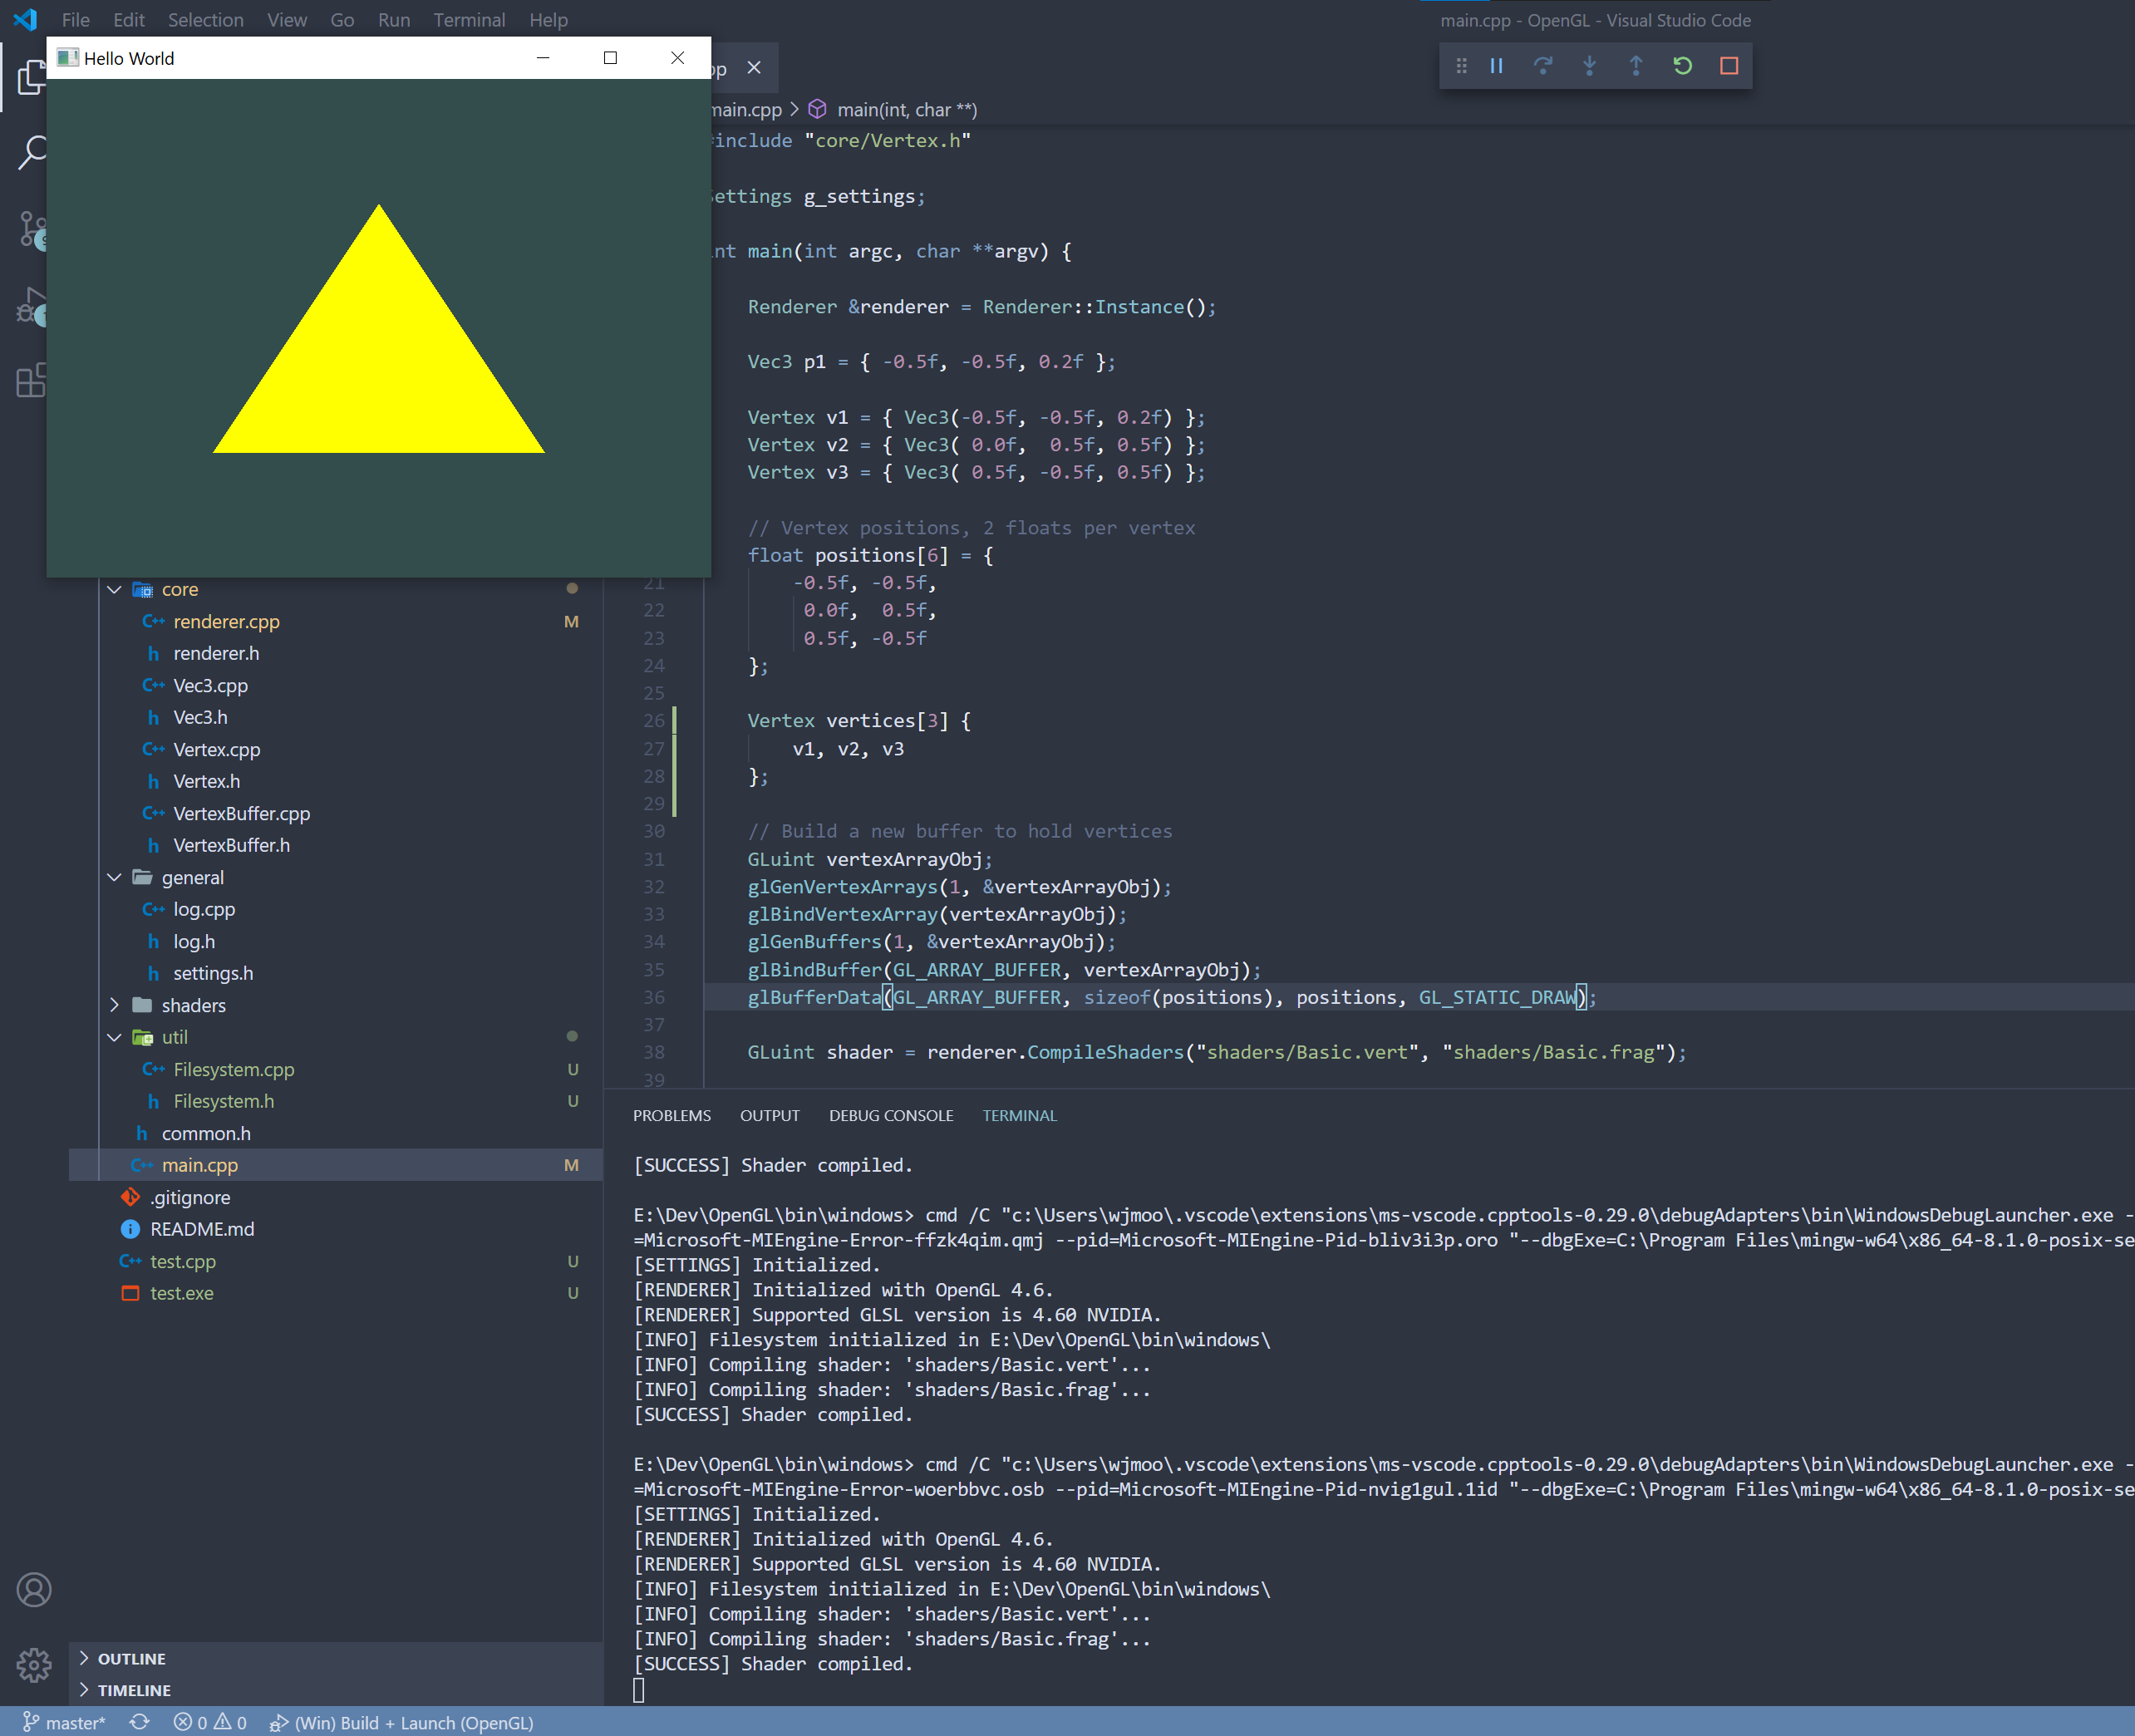 File Edit Selection View Go Run Terminal Help
main.cpp - OpenGL - Visual Studio Code
Hello World
main.cpp > main(int, char **)
include "core/Vertex.h"
g_settings;
main(int argc, char **argv) {
Renderer &renderer = Renderer::Instance();
Vec3 p1 = { -0.5f, -0.5f, 0.2f };
Vertex v1 = { Vec3(-0.5f, -0.5f, 0.2f) };
Vertex v2 = { Vec3( 0.0f,  0.5f, 0.5f) };
Vertex v3 = { Vec3( 0.5f, -0.5f, 0.5f) };
// Vertex positions, 2 floats per vertex
float positions[6] = {
21 -0.5f, -0.5f,
22 0.0f,  0.5f,
23 0.5f, -0.5f
24 };
25
26 Vertex vertices[3] {
27 v1, v2, v3
28 };
29
30 // Build a new buffer to hold vertices
31 GLuint vertexArrayObj;
32 glGenVertexArrays(1, &vertexArrayObj);
33 glBindVertexArray(vertexArrayObj);
34 glGenBuffers(1, &vertexArrayObj);
35 glBindBuffer(GL_ARRAY_BUFFER, vertexArrayObj);
36 glBufferData(GL_ARRAY_BUFFER, sizeof(positions), positions, GL_STATIC_DRAW);
37
38 GLuint shader = renderer.CompileShaders("shaders/Basic.vert", "shaders/Basic.frag");
39
core
C++ renderer.cpp M
h renderer.h
C++ Vec3.cpp
h Vec3.h
C++ Vertex.cpp
h Vertex.h
C++ VertexBuffer.cpp
h VertexBuffer.h
general
C++ log.cpp
h log.h
h settings.h
shaders
util
C++ Filesystem.cpp U
h Filesystem.h U
h common.h
C++ main.cpp M
.gitignore
README.md
C++ test.cpp U
test.exe U
OUTLINE
TIMELINE
PROBLEMS OUTPUT DEBUG CONSOLE TERMINAL
[SUCCESS] Shader compiled.
E:\Dev\OpenGL\bin\windows> cmd /C "c:\Users\wjmoo\.vscode\extensions\ms-vscode.cpptools-0.29.0\debugAdapters\bin\WindowsDebugLauncher.exe -
=Microsoft-MIEngine-Error-ffzk4qim.qmj --pid=Microsoft-MIEngine-Pid-bliv3i3p.oro "--dbgExe=C:\Program Files\mingw-w64\x86_64-8.1.0-posix-se
[SETTINGS] Initialized.
[RENDERER] Initialized with OpenGL 4.6.
[RENDERER] Supported GLSL version is 4.60 NVIDIA.
[INFO] Filesystem initialized in E:\Dev\OpenGL\bin\windows\
[INFO] Compiling shader: 'shaders/Basic.vert'...
[INFO] Compiling shader: 'shaders/Basic.frag'...
[SUCCESS] Shader compiled.
E:\Dev\OpenGL\bin\windows> cmd /C "c:\Users\wjmoo\.vscode\extensions\ms-vscode.cpptools-0.29.0\debugAdapters\bin\WindowsDebugLauncher.exe -
=Microsoft-MIEngine-Error-woerbbvc.osb --pid=Microsoft-MIEngine-Pid-nvig1gul.1id "--dbgExe=C:\Program Files\mingw-w64\x86_64-8.1.0-posix-se
[SETTINGS] Initialized.
[RENDERER] Initialized with OpenGL 4.6.
[RENDERER] Supported GLSL version is 4.60 NVIDIA.
[INFO] Filesystem initialized in E:\Dev\OpenGL\bin\windows\
[INFO] Compiling shader: 'shaders/Basic.vert'...
[INFO] Compiling shader: 'shaders/Basic.frag'...
[SUCCESS] Shader compiled.
master* 0 0 (Win) Build + Launch (OpenGL)